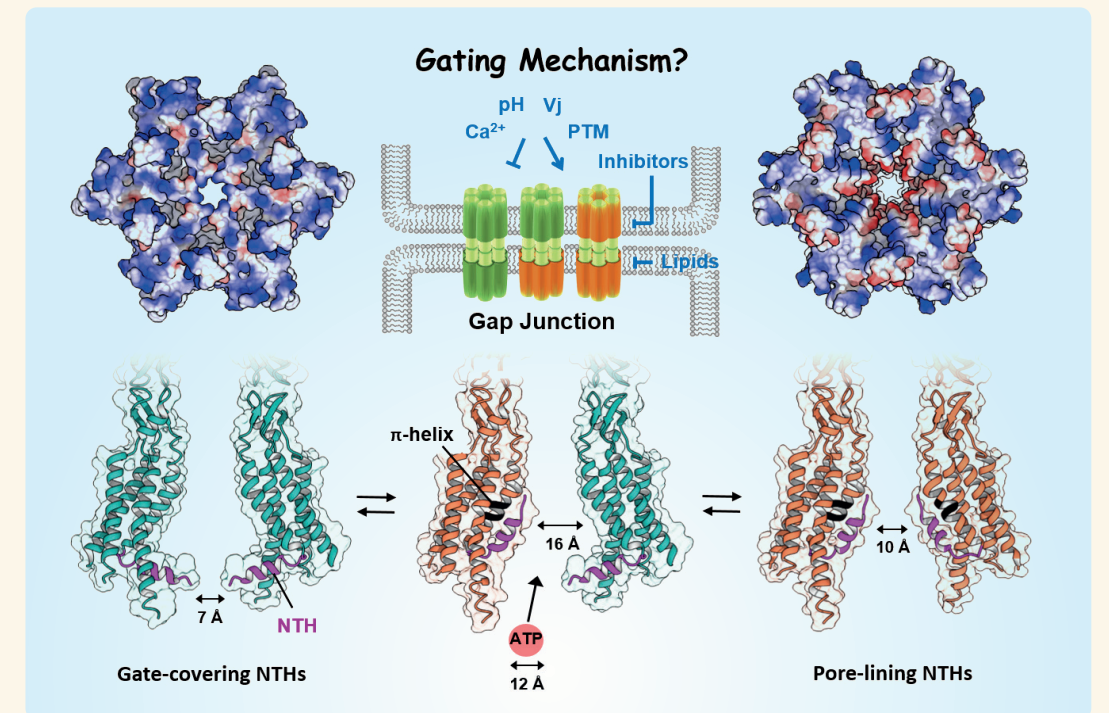 Gating Mechanism?
pH Vj
Ca²⁺ PTM
Inhibitors
Lipids
Gap Junction
π-helix
16 Å
10 Å
7 Å
NTH
ATP
12 Å
Gate-covering NTHs
Pore-lining NTHs